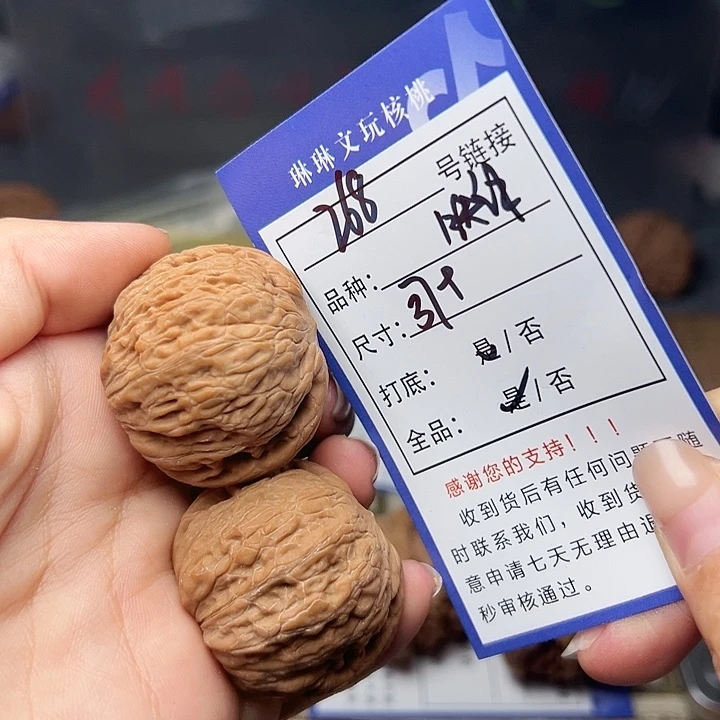 琳琳文玩核桃
268 号链接
品种：
尺寸：37+
打底：是/否
全品：是/否
感谢您的支持！！！
收到货后有任何问题 随
时联系我们，收到货
意申请七天无理由
秒审核通过。